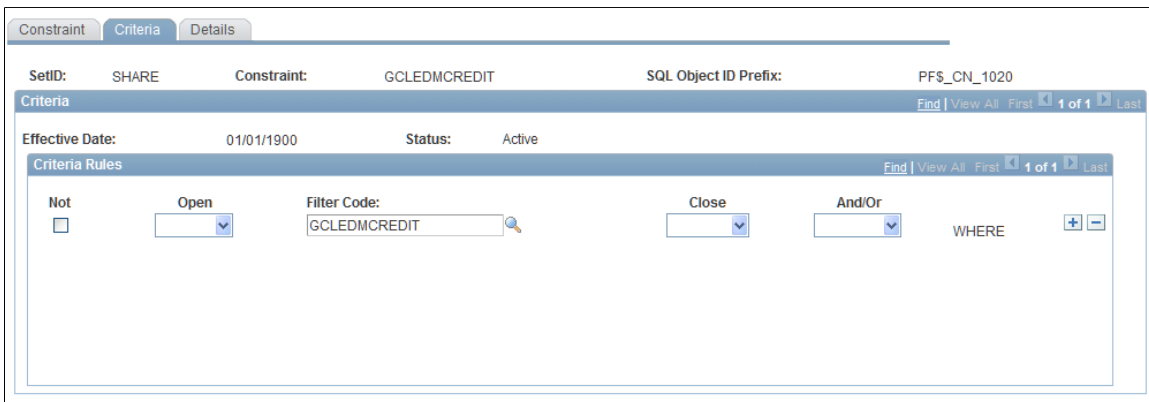 Constraint Criteria Details
SetID: SHARE Constraint: GCLEDMCREDIT SQL Object ID Prefix: PF$_CN_1020
Criteria Find | View All First 1 of 1 Last
Effective Date: 01/01/1900 Status: Active
Criteria Rules Find | View All First 1 of 1 Last
Not Open Filter Code: Close And/Or
GCLEDMCREDIT WHERE